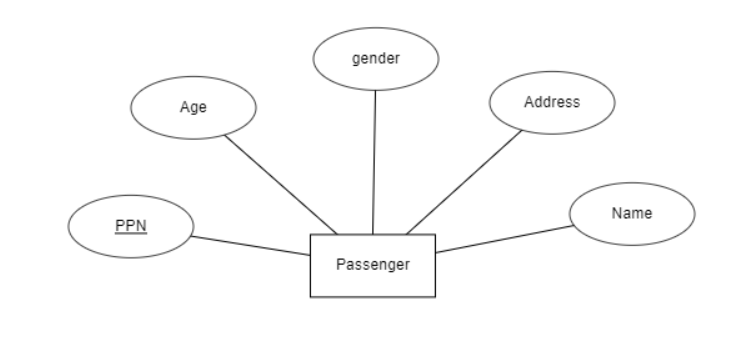 gender
Age
Address
PPN
Name
Passenger